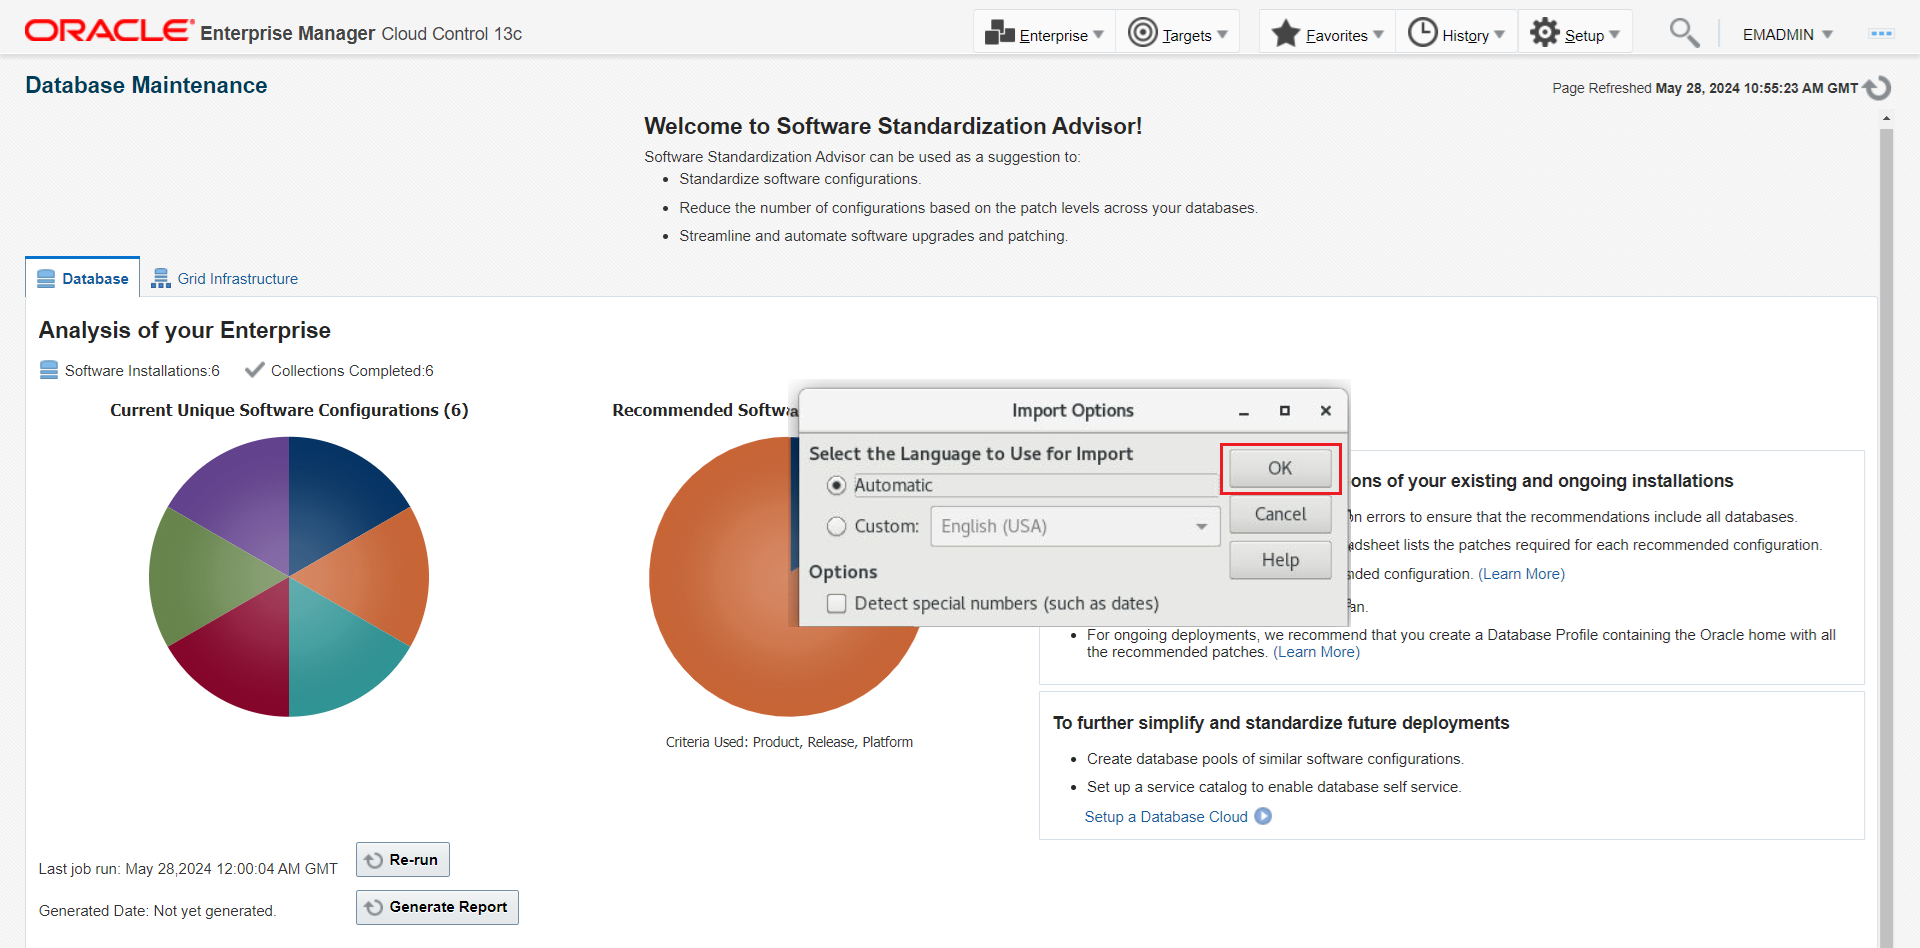 ORACLE Enterprise Manager Cloud Control 13c
Enterprise
Targets
Favorites
History
Setup
EMADMIN
Database Maintenance
Page Refreshed May 28, 2024 10:55:23 AM GMT
Welcome to Software Standardization Advisor!
Software Standardization Advisor can be used as a suggestion to:
• Standardize software configurations.
• Reduce the number of configurations based on the patch levels across your databases.
• Streamline and automate software upgrades and patching.
Database
Grid Infrastructure
Analysis of your Enterprise
Software Installations:6
Collections Completed:6
Current Unique Software Configurations (6)
Recommended
Criteria Used: Product, Release, Platform
Import Options
Select the Language to Use for Import
Automatic
Custom:
English (USA)
Options
Detect special numbers (such as dates)
OK
Cancel
Help
of your existing and ongoing installations
errors to ensure that the recommendations include all databases.
lists the patches required for each recommended configuration.
configuration. (Learn More)
• For ongoing deployments, we recommend that you create a Database Profile containing the Oracle home with all
the recommended patches. (Learn More)
To further simplify and standardize future deployments
• Create database pools of similar software configurations.
• Set up a service catalog to enable database self service.
Setup a Database Cloud
Last job run: May 28,2024 12:00:04 AM GMT
Re-run
Generated Date: Not yet generated.
Generate Report